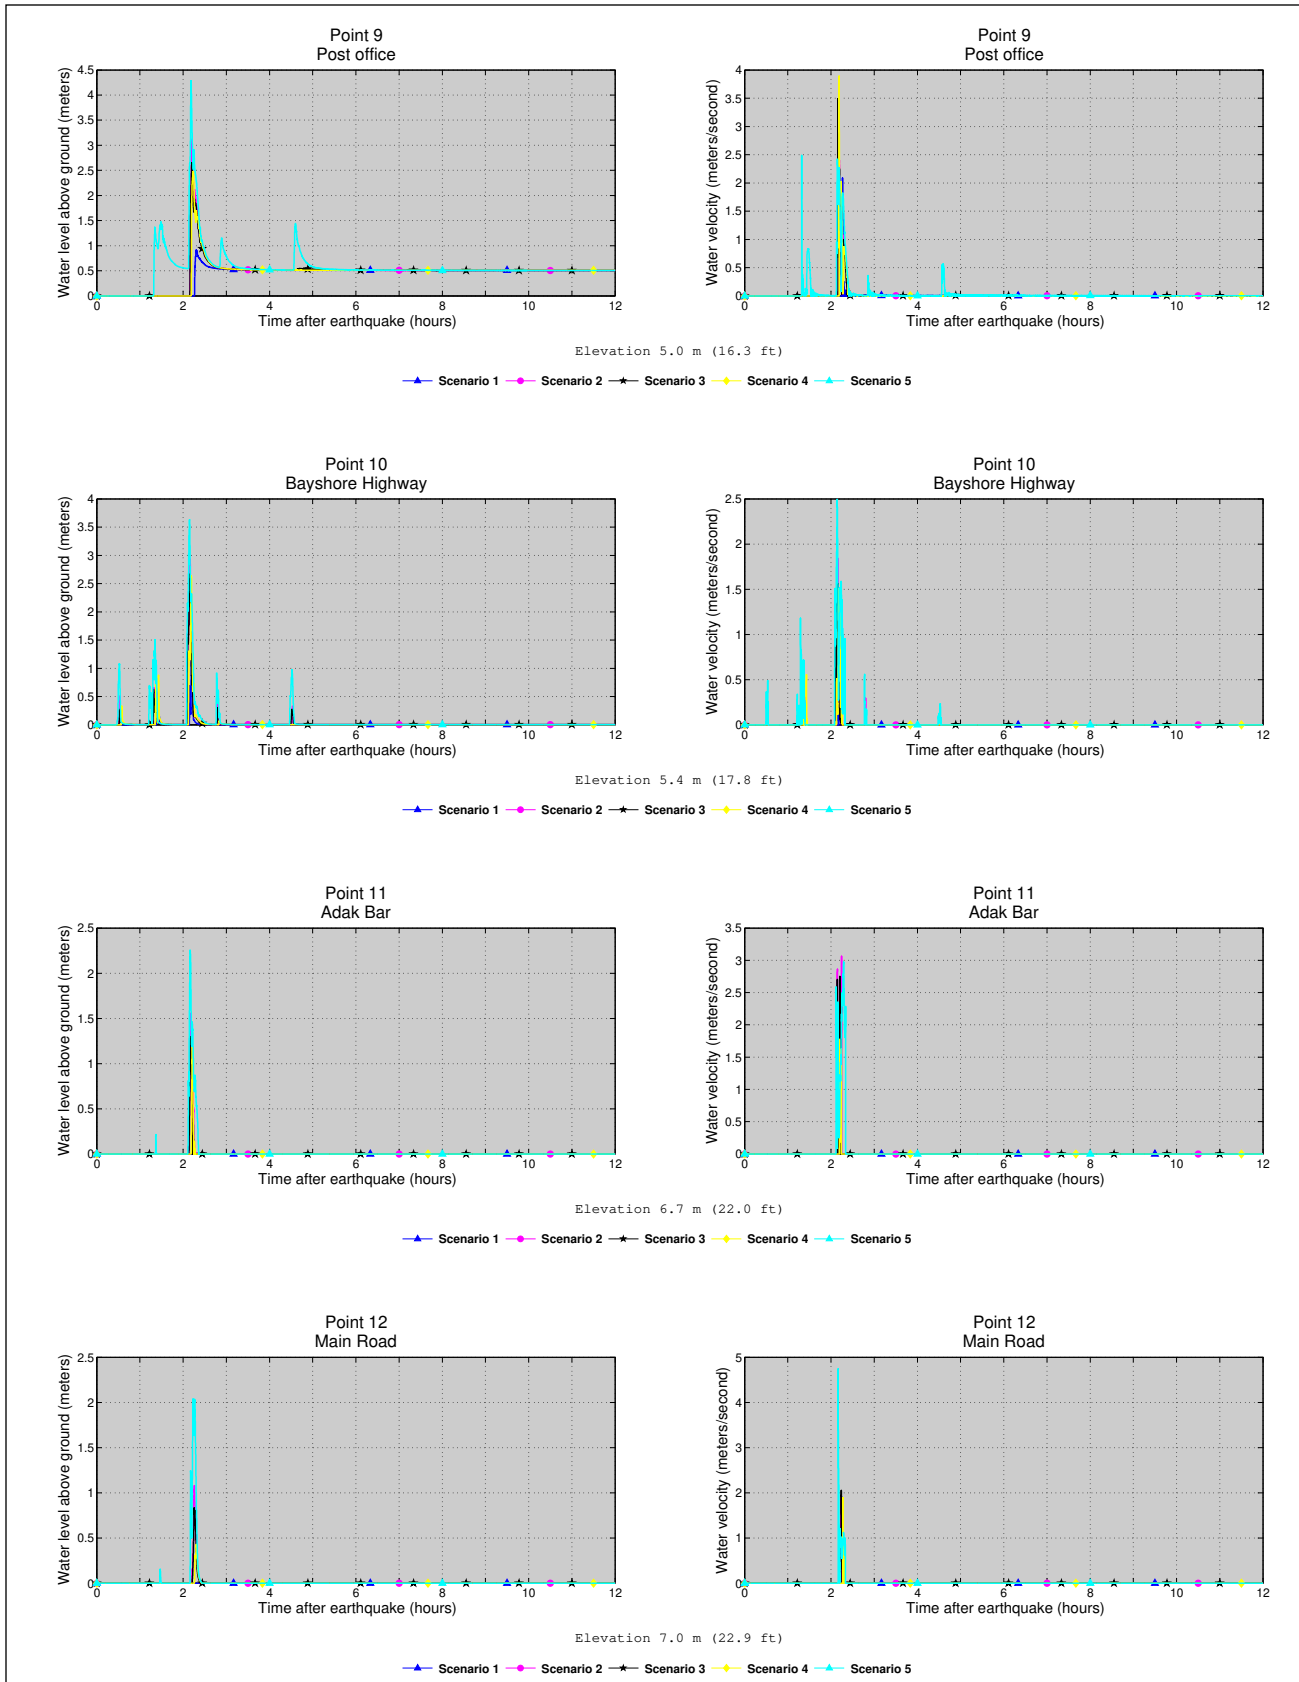 Point 9
Post office
Water level above ground (meters)
4.5
4
3.5
3
2.5
2
1.5
1
0.5
0
0 2 4 6 8 10 12
Time after earthquake (hours)
Point 9
Post office
Water velocity (meters/second)
4
3.5
3
2.5
2
1.5
1
0.5
0
0 2 4 6 8 10 12
Time after earthquake (hours)
Elevation 5.0 m (16.3 ft)
Scenario 1 Scenario 2 Scenario 3 Scenario 4 Scenario 5
Point 10
Bayshore Highway
Water level above ground (meters)
4
3.5
3
2.5
2
1.5
1
0.5
0
0 2 4 6 8 10 12
Time after earthquake (hours)
Point 10
Bayshore Highway
Water velocity (meters/second)
2.5
2
1.5
1
0.5
0
0 2 4 6 8 10 12
Time after earthquake (hours)
Elevation 5.4 m (17.8 ft)
Scenario 1 Scenario 2 Scenario 3 Scenario 4 Scenario 5
Point 11
Adak Bar
Water level above ground (meters)
2.5
2
1.5
1
0.5
0
0 2 4 6 8 10 12
Time after earthquake (hours)
Point 11
Adak Bar
Water velocity (meters/second)
3.5
3
2.5
2
1.5
1
0.5
0
0 2 4 6 8 10 12
Time after earthquake (hours)
Elevation 6.7 m (22.0 ft)
Scenario 1 Scenario 2 Scenario 3 Scenario 4 Scenario 5
Point 12
Main Road
Water level above ground (meters)
2.5
2
1.5
1
0.5
0
0 2 4 6 8 10 12
Time after earthquake (hours)
Point 12
Main Road
Water velocity (meters/second)
5
4
3
2
1
0
0 2 4 6 8 10 12
Time after earthquake (hours)
Elevation 7.0 m (22.9 ft)
Scenario 1 Scenario 2 Scenario 3 Scenario 4 Scenario 5